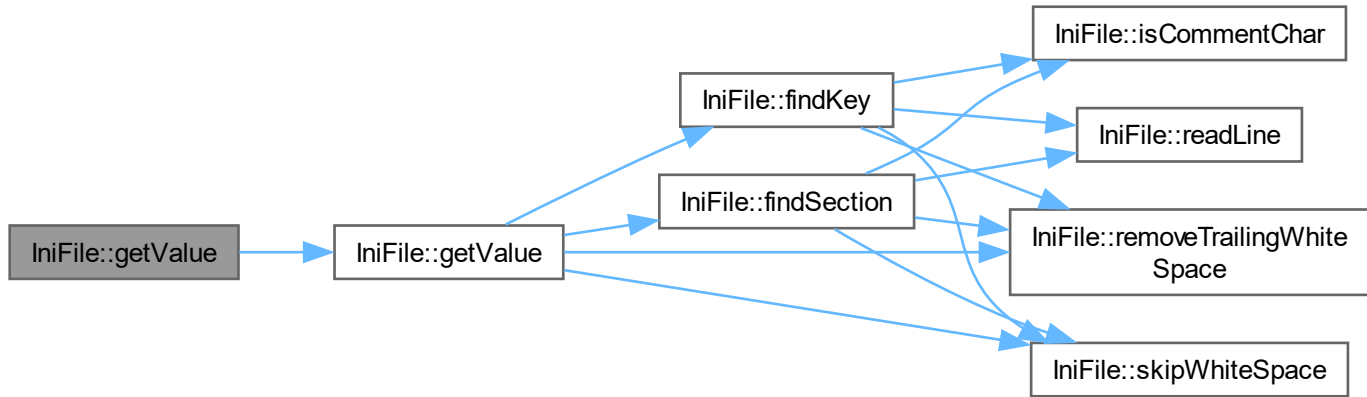 IniFile::getValue
IniFile::getValue
IniFile::findKey
IniFile::findSection
IniFile::isCommentChar
IniFile::readLine
IniFile::removeTrailingWhite
Space
IniFile::skipWhiteSpace